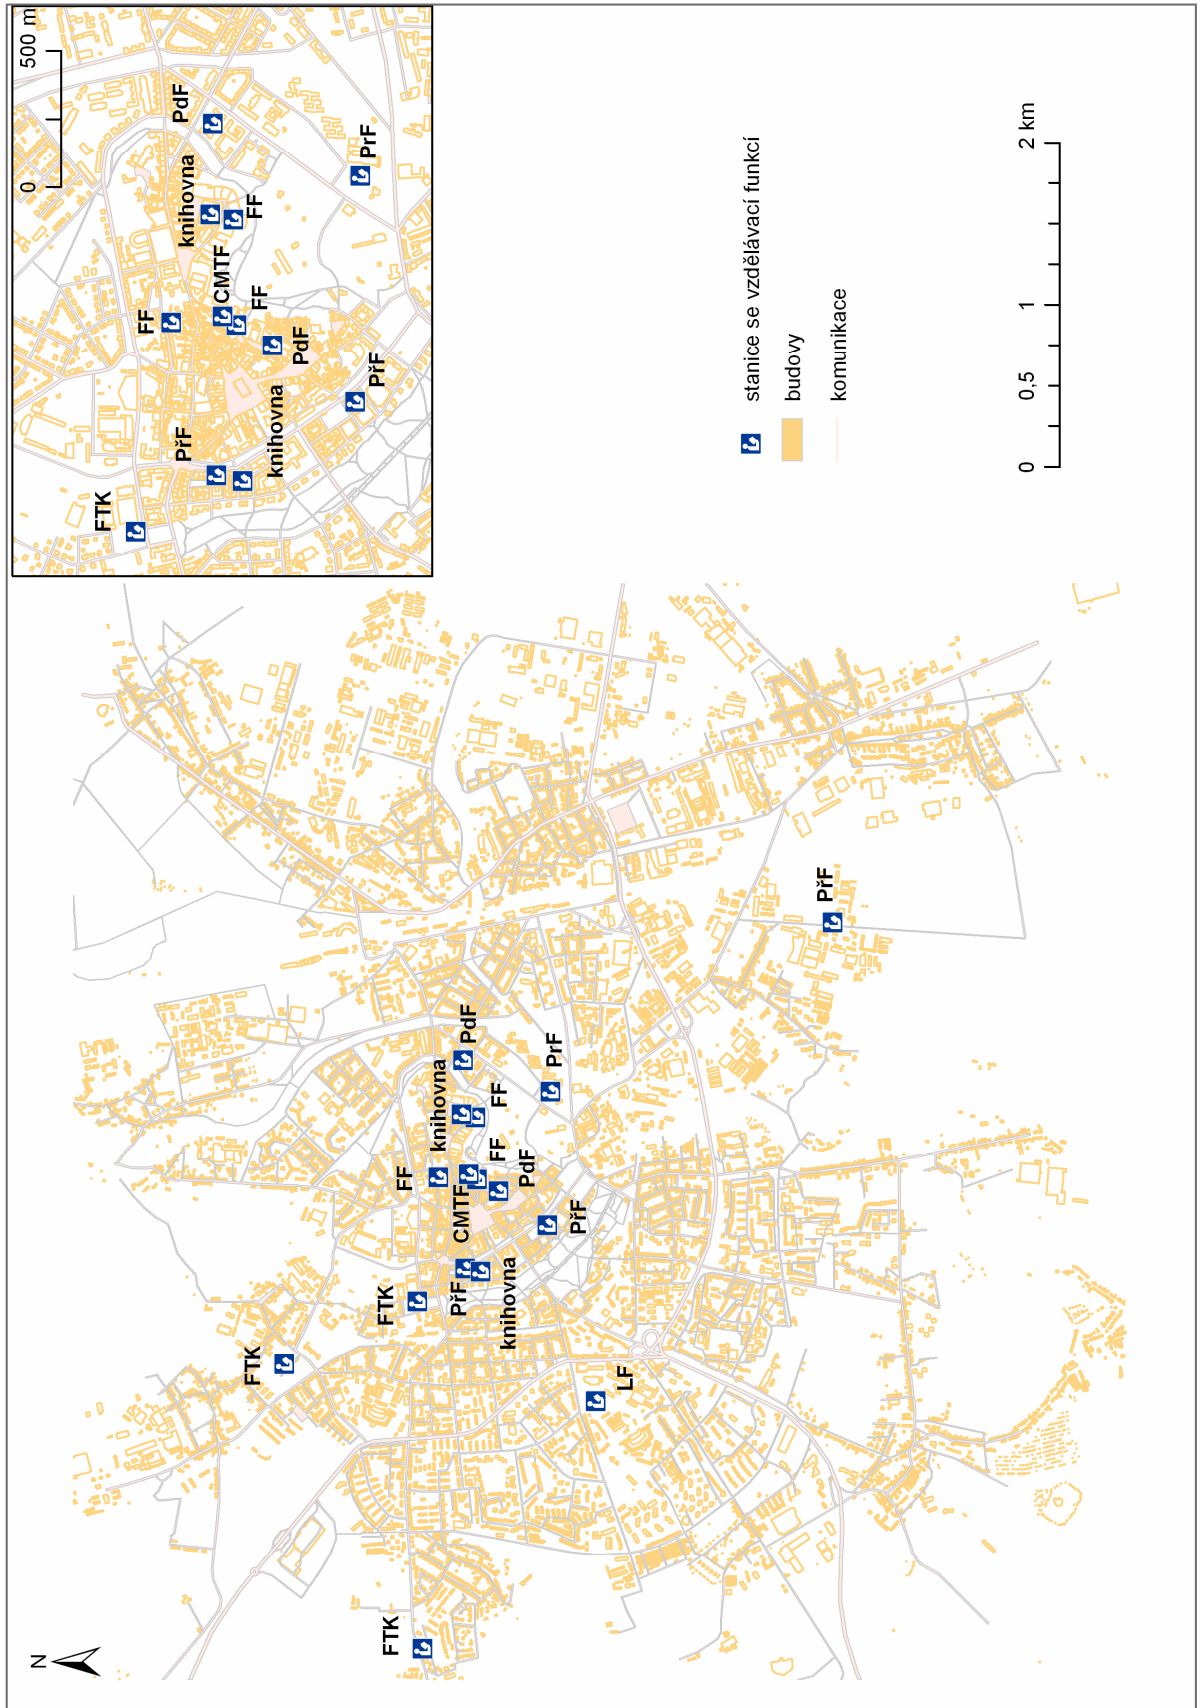 N
FTK
FTK
FTK
FF
knihovna
PřF
CMTF
PdF
FF
FF
knihovna
PdF
PrF
PřF
LF
PřF
0 500 m
FTK
FF
PřF
knihovna
PdF
CMTF
FF
FF
knihovna
PdF
PrF
PřF
stanice se vzdělávací funkcí
budovy
komunikace
0 0,5 1 2 km